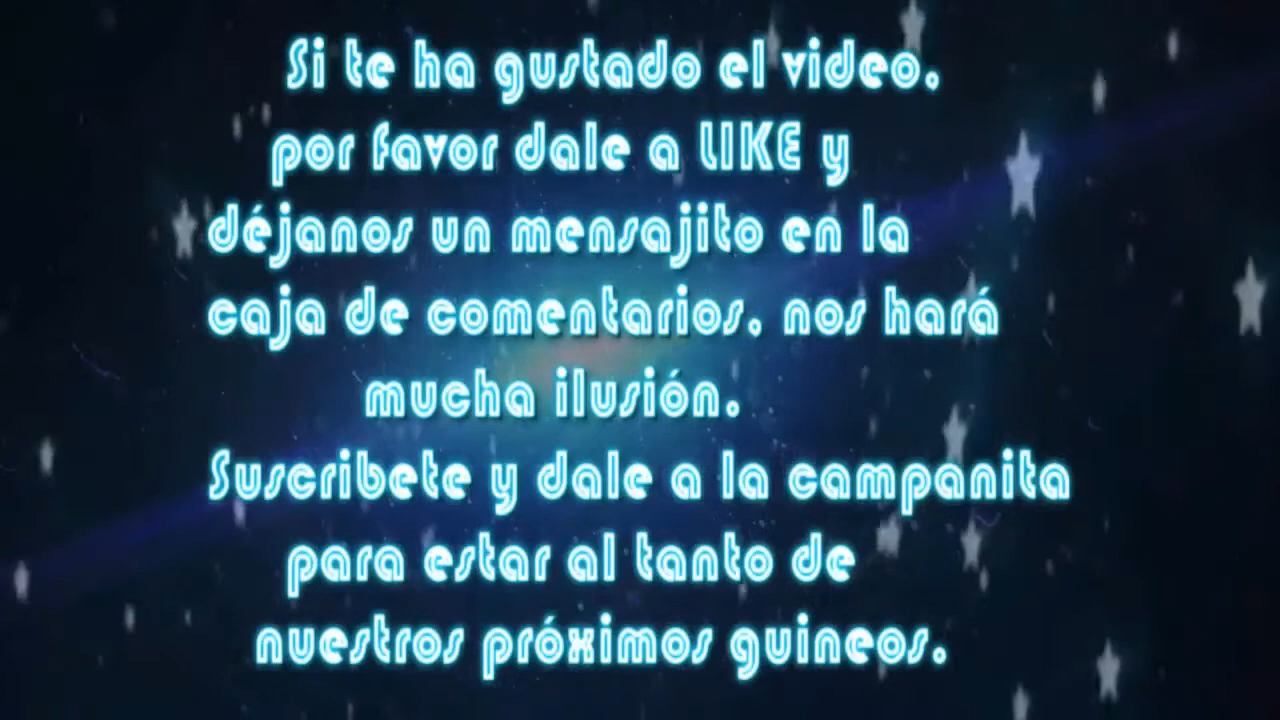 Si te ha gustado el video,
por favor dale a LIKE y
déjanos un mensajito en la
caja de comentarios, nos hará
mucha ilusión.
Suscribete y dale a la campanita
para estar al tanto de
nuestros próximos guineos.